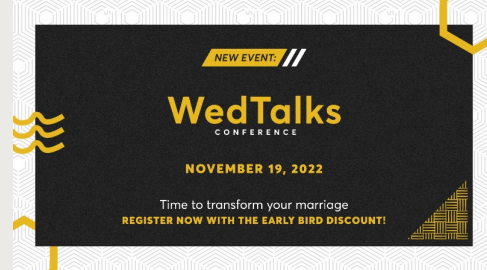 NEW EVENT:
WedTalks
CONFERENCE
NOVEMBER 19, 2022
Time to transform your marriage
REGISTER NOW WITH THE EARLY BIRD DISCOUNT!